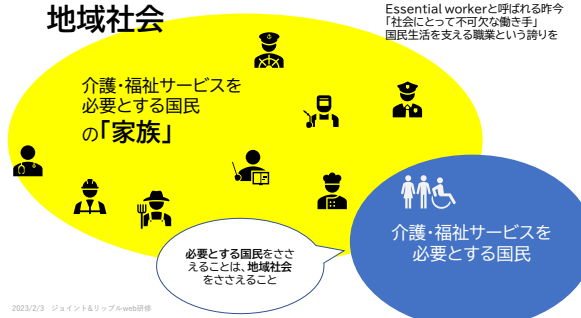 地域社会
Essential workerと呼ばれる昨今
「社会にとって不可欠な働き手」
国民生活を支える職業という誇りを
介護・福祉サービスを
必要とする国民
の「家族」
介護・福祉サービスを
必要とする国民
必要とする国民をささ
えることは、地域社会
をささえること
2023/2/3 ジョイント&リップルweb研修